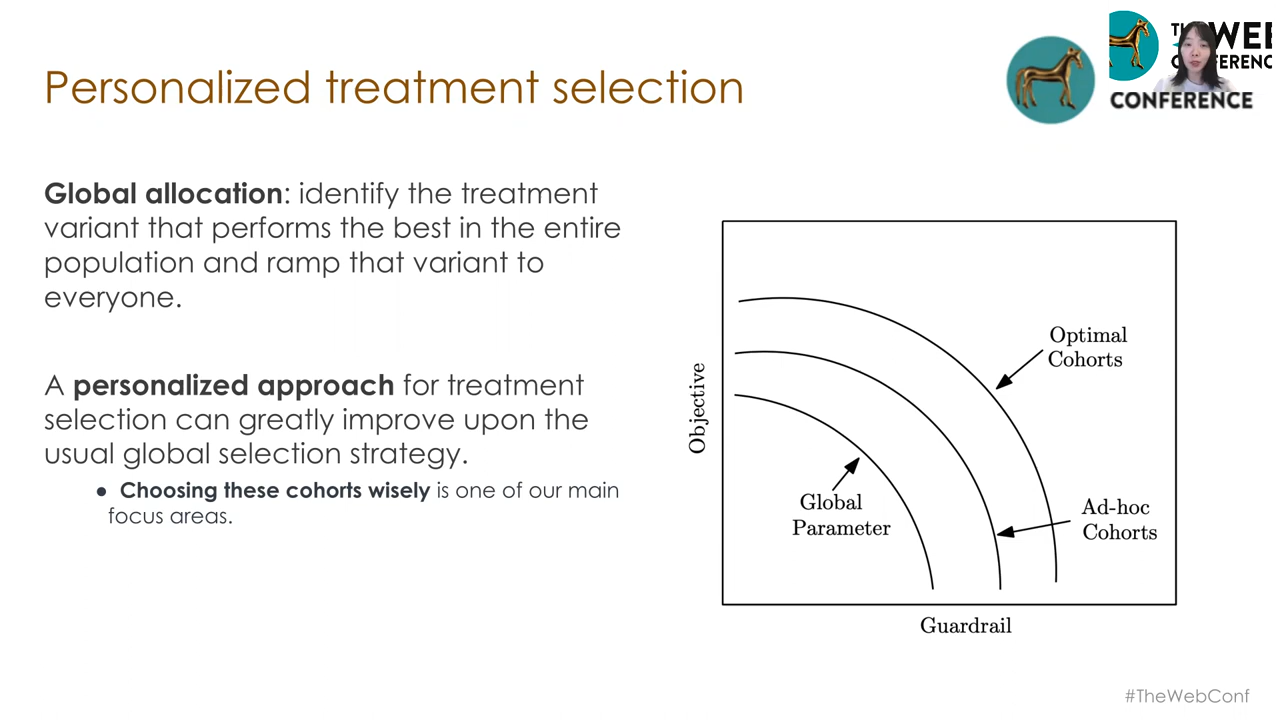 Personalized treatment selection
THE WEB
CONFERENCE
CONFERENCE
Global allocation: identify the treatment
variant that performs the best in the entire
population and ramp that variant to
everyone.
A personalized approach for treatment
selection can greatly improve upon the
usual global selection strategy.
● Choosing these cohorts wisely is one of our main
focus areas.
Optimal
Cohorts
Objective
Global
Parameter
Ad-hoc
Cohorts
Guardrail
#TheWebConf